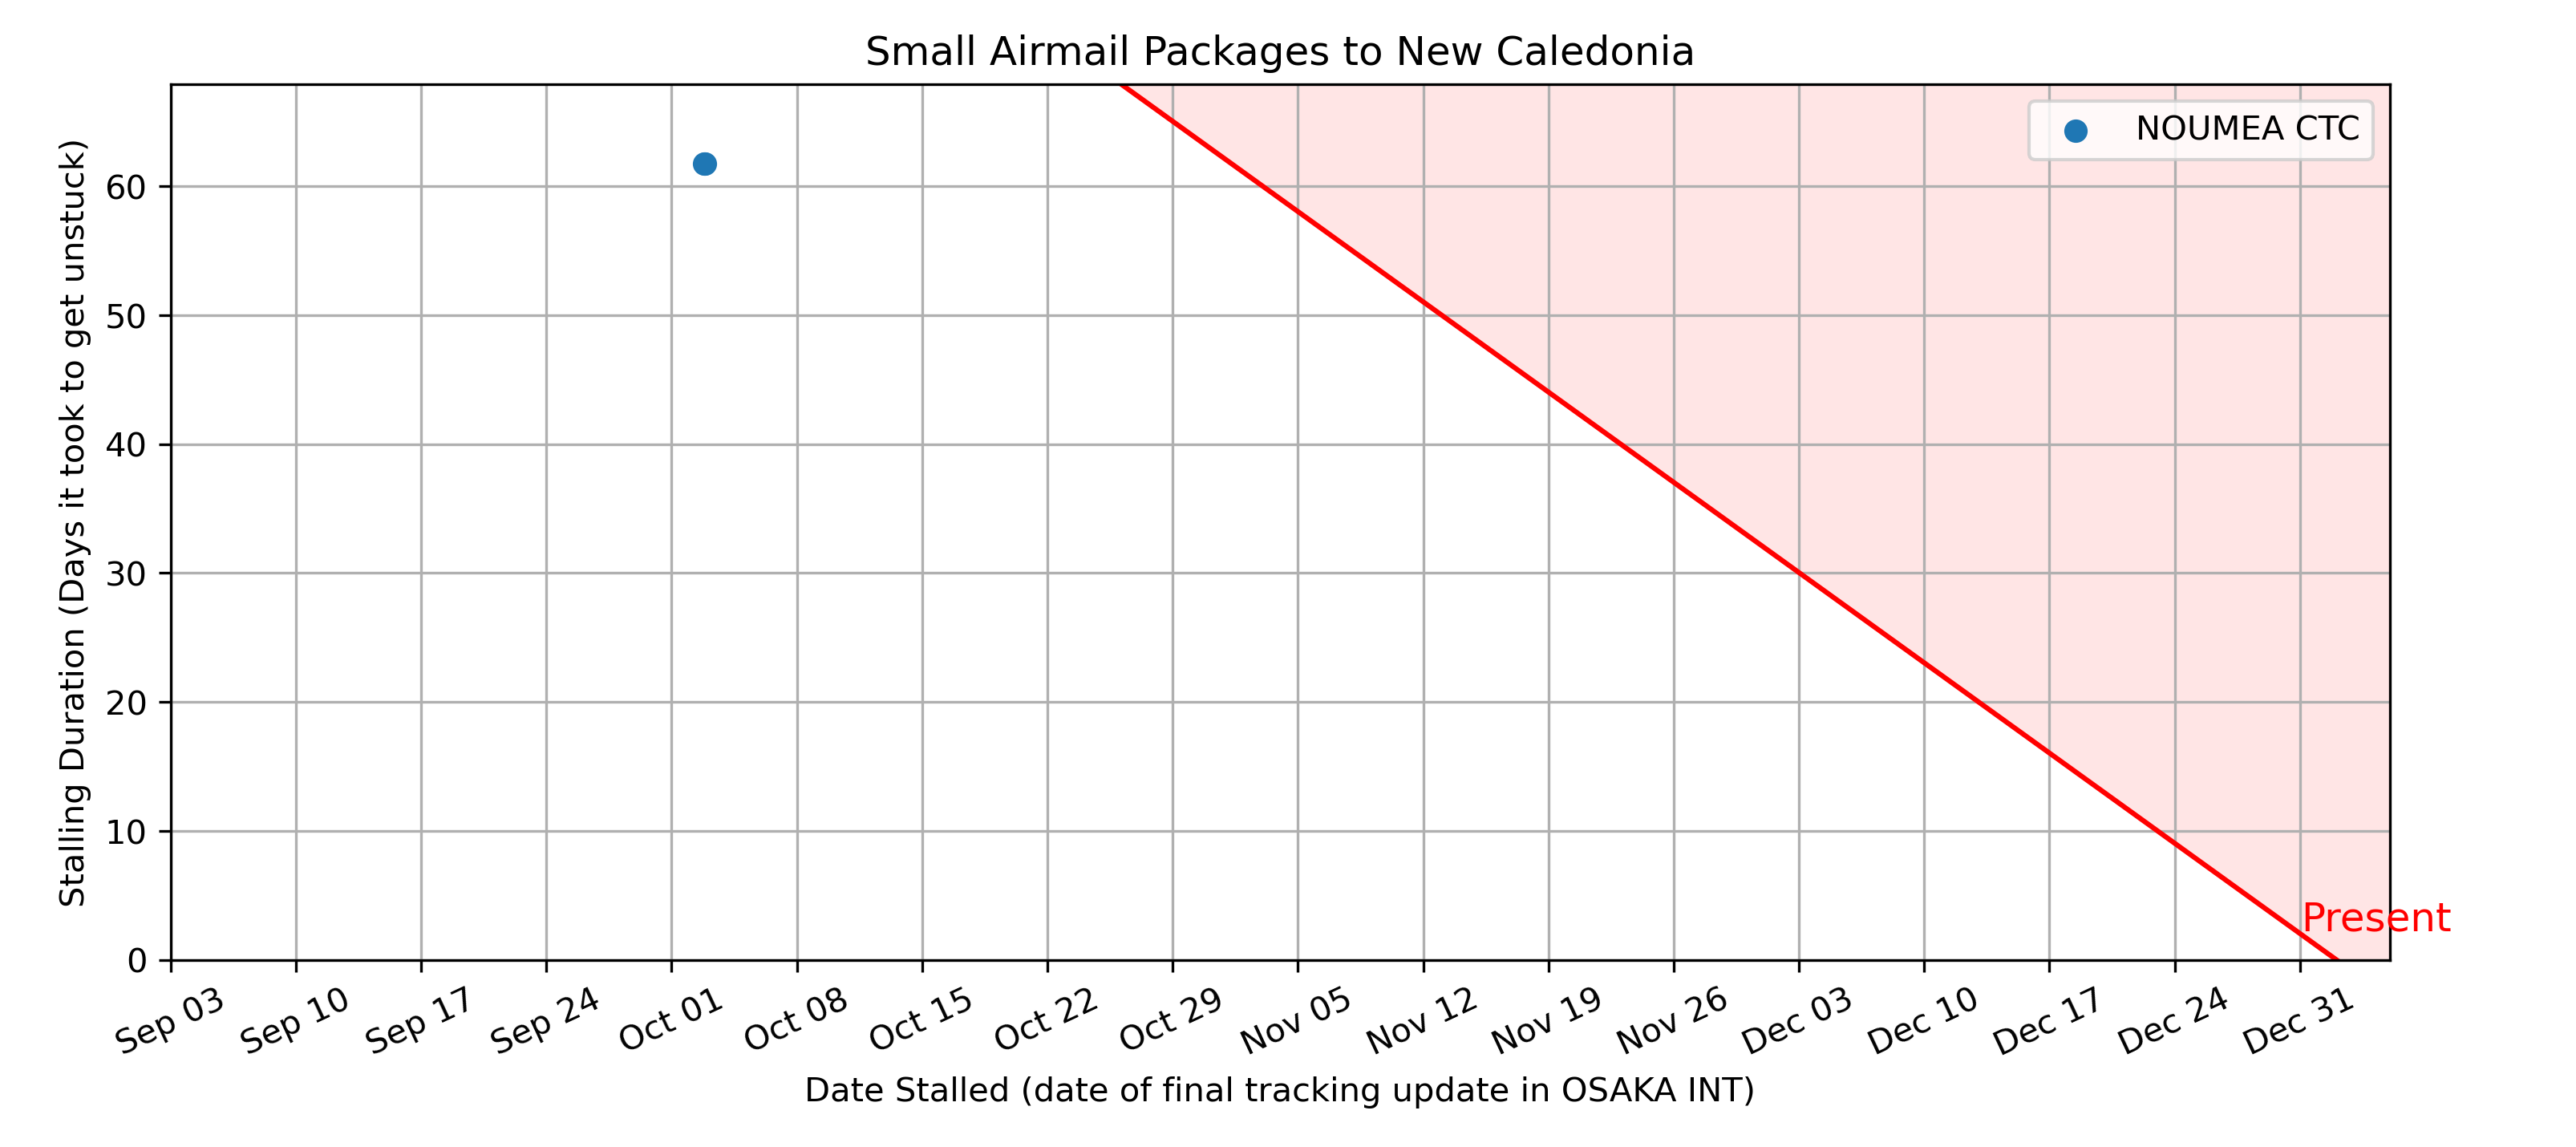 Small Airmail Packages to New Caledonia
NOUMEA CTC
Stalling Duration (Days it took to get unstuck)
60
50
40
30
20
10
0
Present
Sep 03
Sep 10
Sep 17
Sep 24
Oct 01
Oct 08
Oct 15
Oct 22
Oct 29
Nov 05
Nov 12
Nov 19
Nov 26
Dec 03
Dec 10
Dec 17
Dec 24
Dec 31
Date Stalled (date of final tracking update in OSAKA INT)